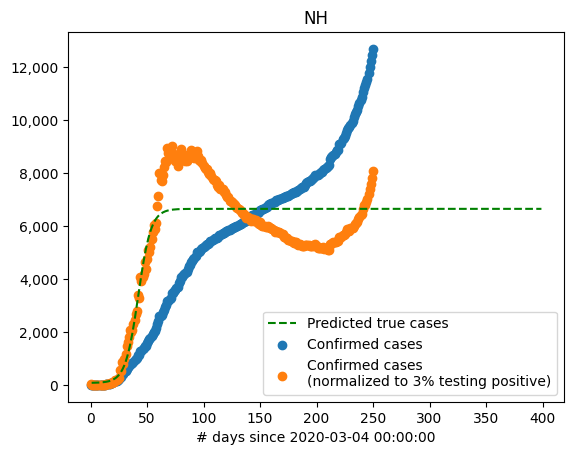 NH
12,000
10,000
8,000
6,000
4,000
2,000
0
Predicted true cases
Confirmed cases
Confirmed cases
(normalized to 3% testing positive)
0 50 100 150 200 250 300 350 400
# days since 2020-03-04 00:00:00